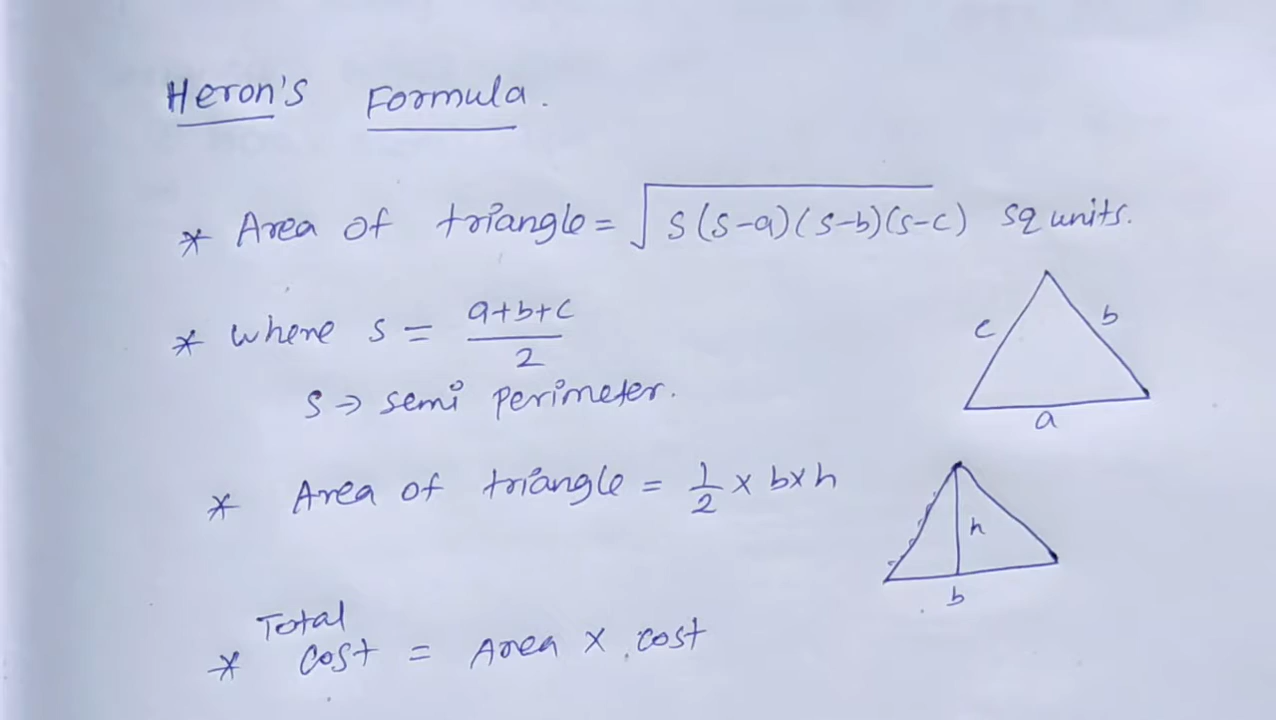 Heron's Formula.
* Area of triangle = √s(s-a)(s-b)(s-c) sq units.
* where s = a+b+c/2
s → semi perimeter.
c
b
a
* Area of triangle = 1/2 × b×h
h
b
Total
* cost = Area × cost